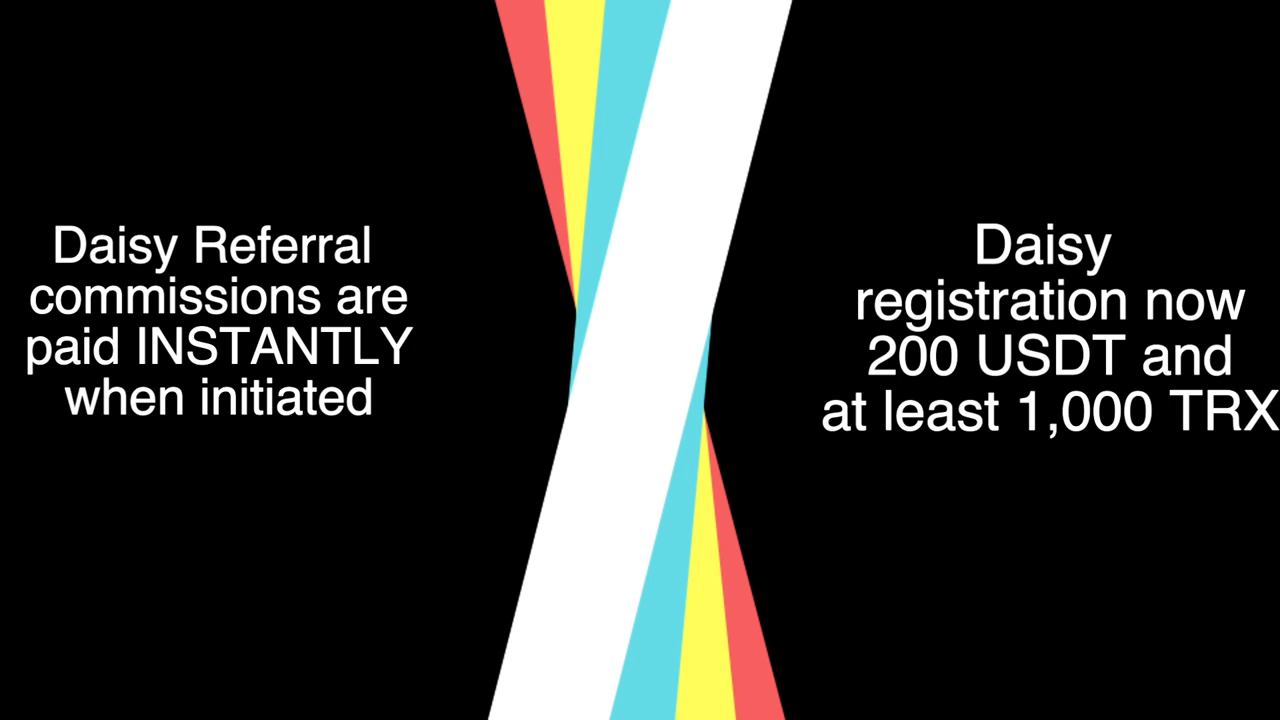 Daisy Referral
commissions are
paid INSTANTLY
when initiated
Daisy
registration now
200 USDT and
at least 1,000 TRX